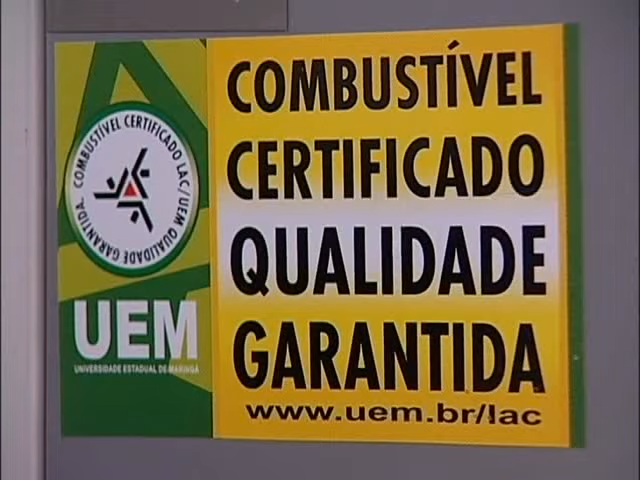 COMBUSTÍVEL CERTIFICADO LAC/UEM QUALIDADE GARANTIDA.
UEM
UNIVERSIDADE ESTADUAL DE MARINGÁ
COMBUSTÍVEL
CERTIFICADO
QUALIDADE
GARANTIDA
www.uem.br/lac